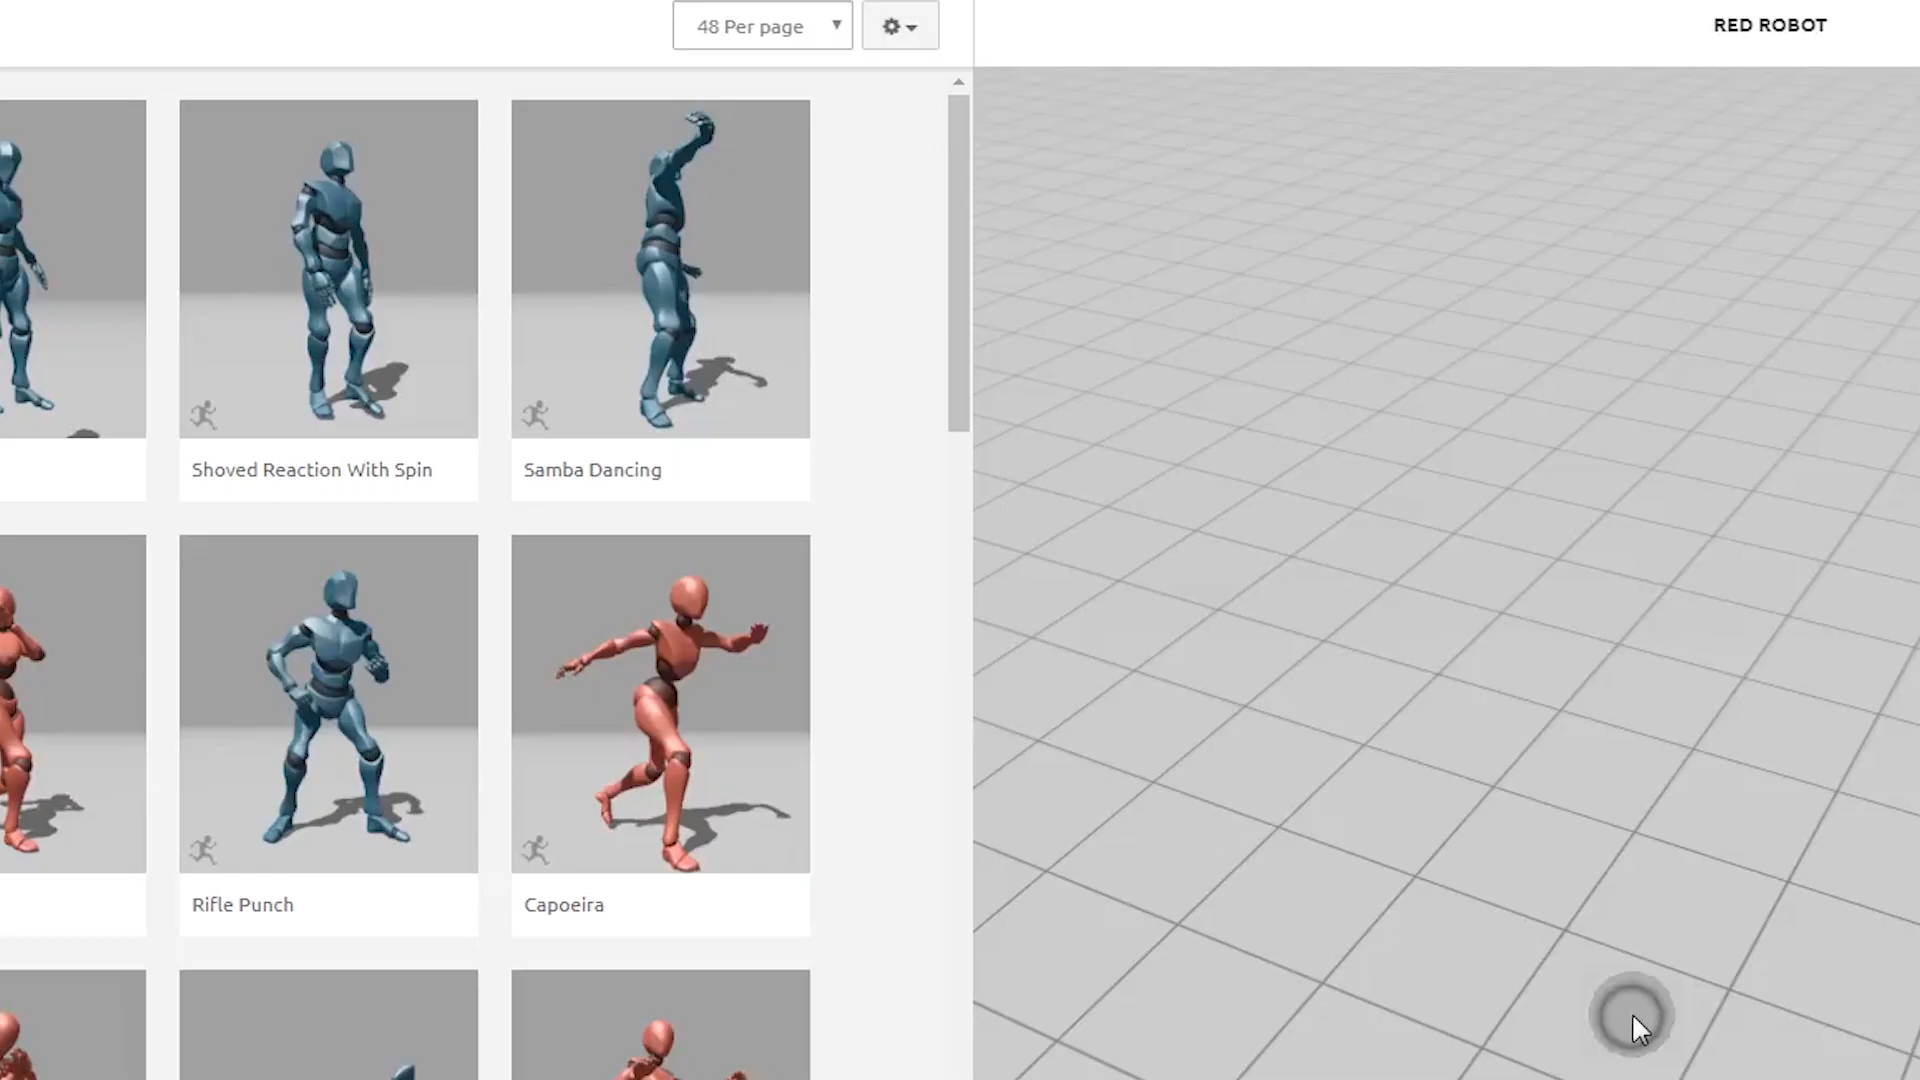 48 Per page
RED ROBOT
Shoved Reaction With Spin
Samba Dancing
Rifle Punch
Capoeira